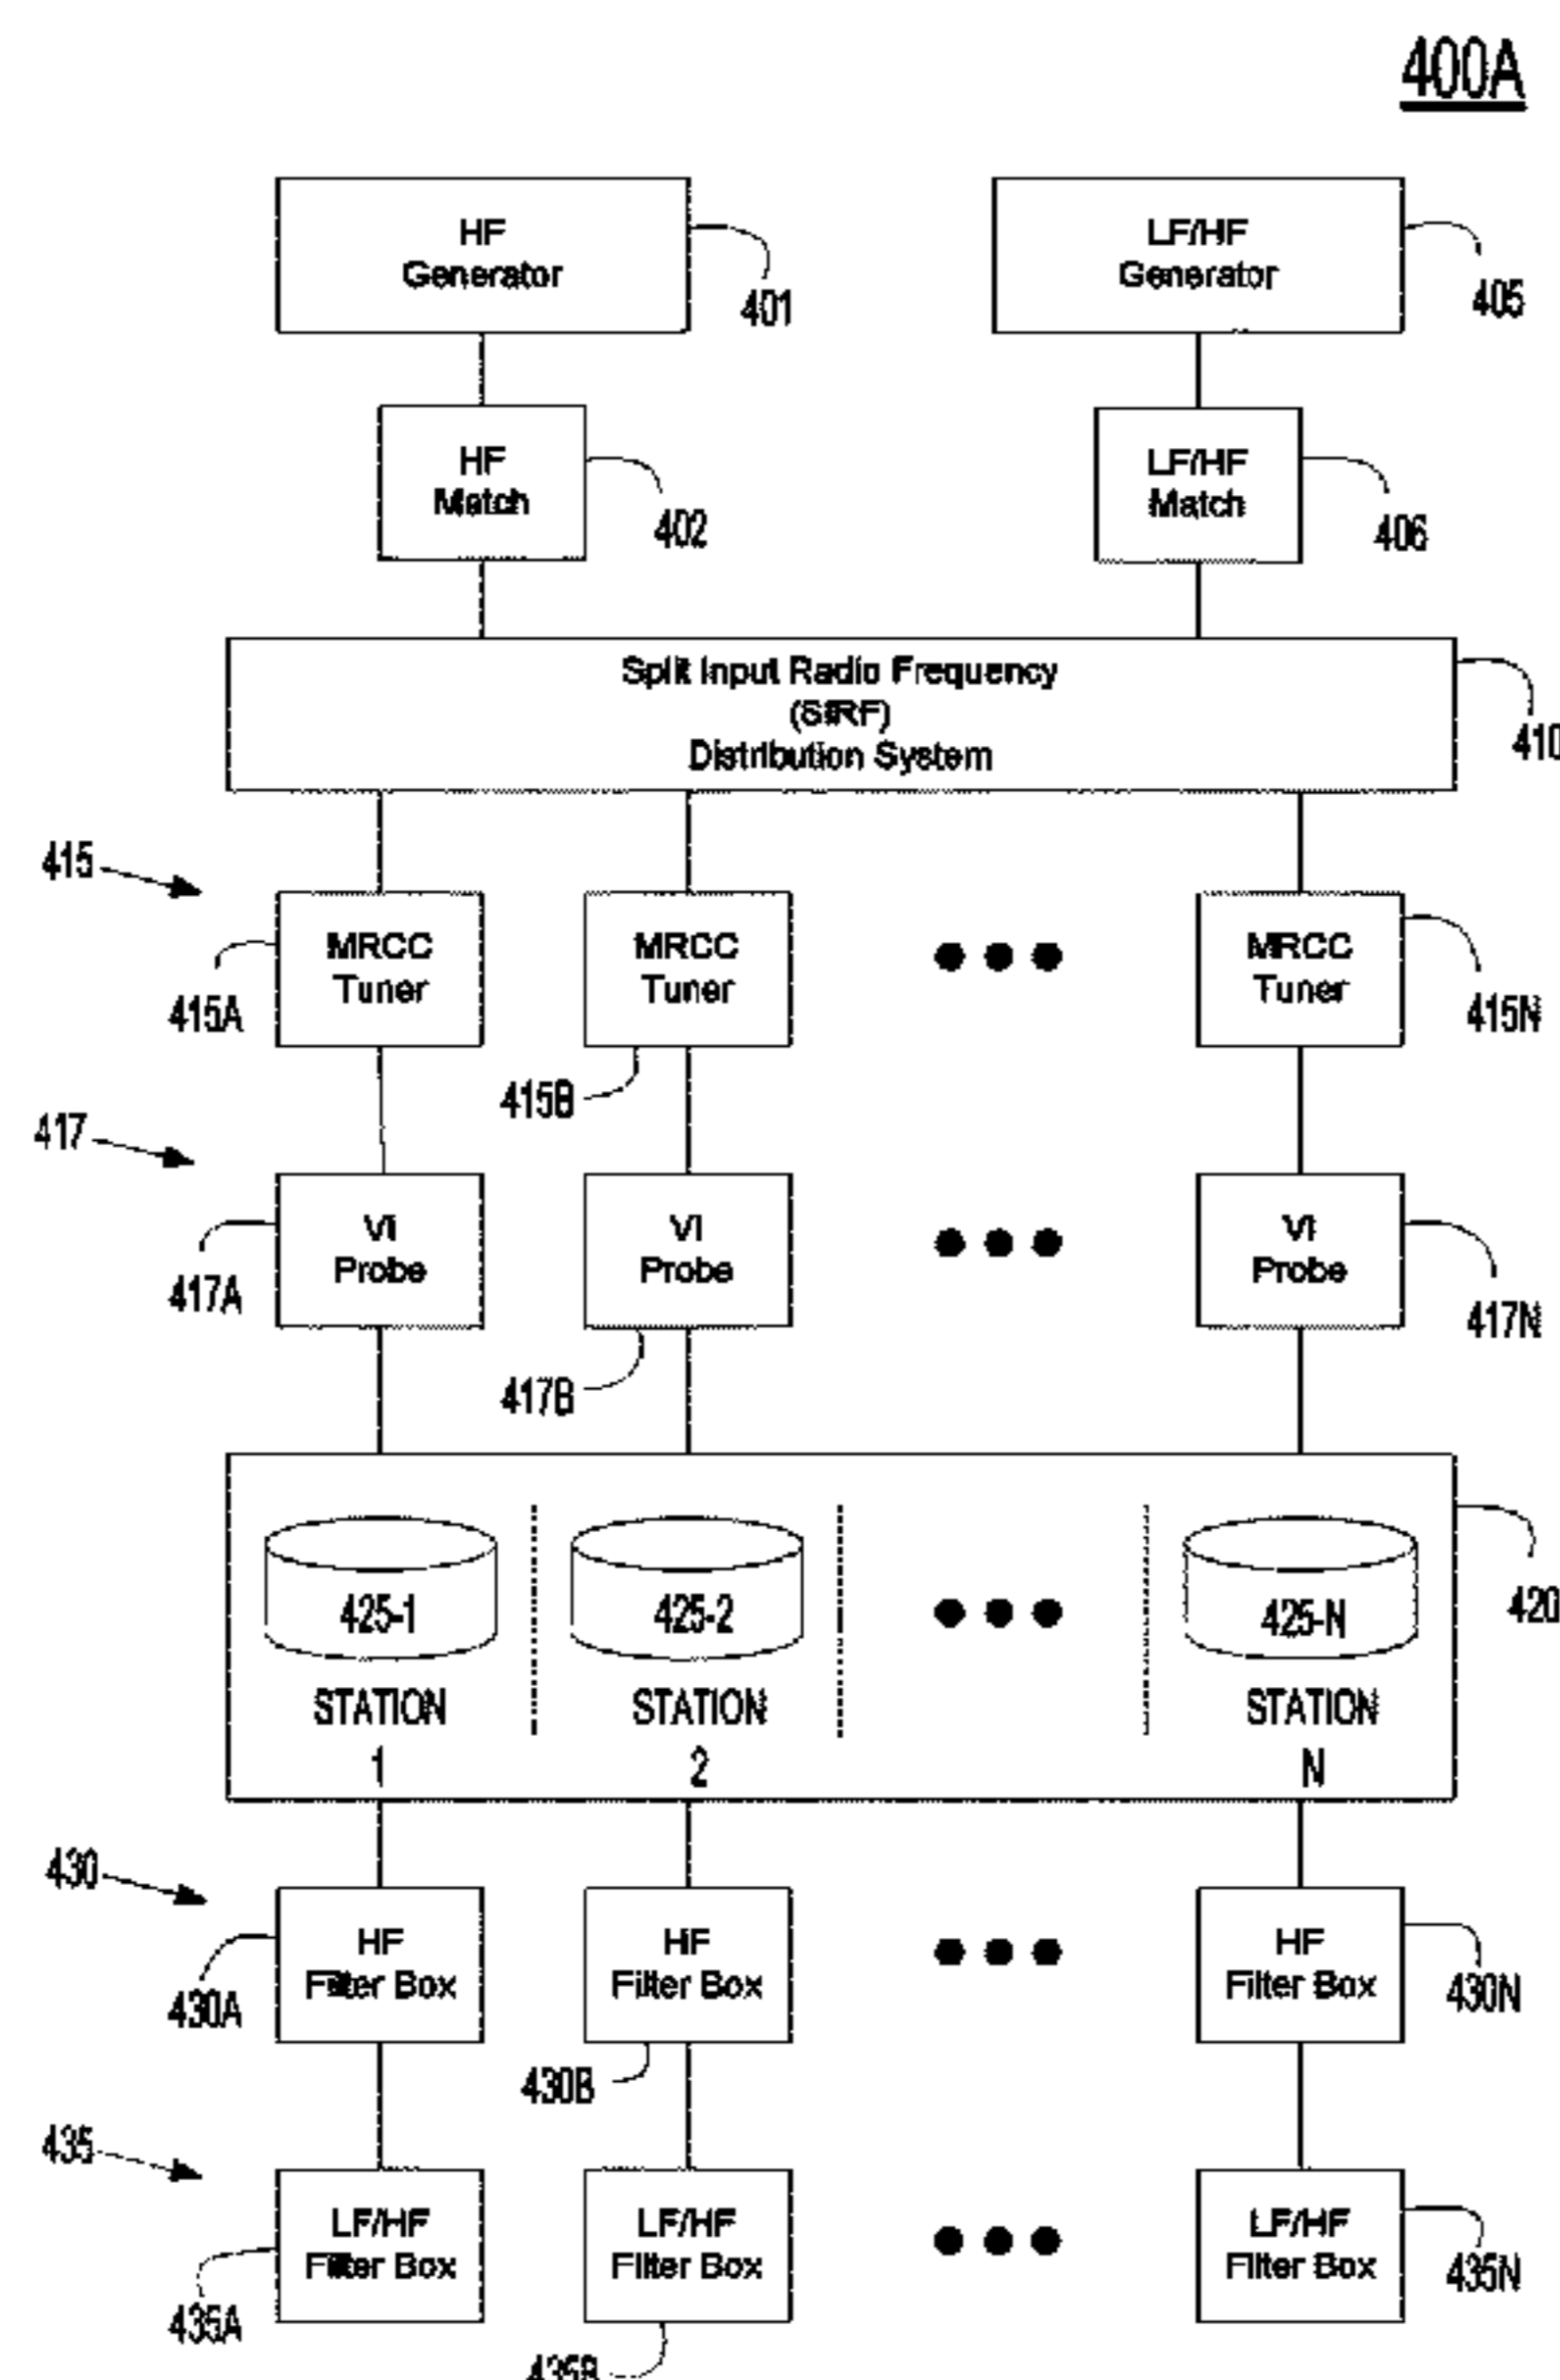 400A
HF
Generator
401
LF/HF
Generator
405
HF
Match
402
LF/HF
Match
406
Split Input Radio Frequency
(SIRF)
Distribution System
410
415
MRCC
Tuner
415A
MRCC
Tuner
415B
MRCC
Tuner
415N
417
VI
Probe
417A
VI
Probe
417B
VI
Probe
417N
425-1
STATION
1
425-2
STATION
2
425-N
STATION
N
420
430
HF
Filter Box
430A
HF
Filter Box
430B
HF
Filter Box
430N
435
LF/HF
Filter Box
435A
LF/HF
Filter Box
435B
LF/HF
Filter Box
435N